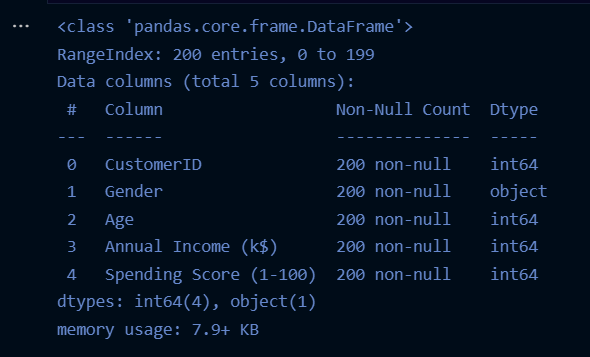 <class 'pandas.core.frame.DataFrame'>
RangeIndex: 200 entries, 0 to 199
Data columns (total 5 columns):
 #   Column                  Non-Null Count  Dtype
---  ------                  --------------  -----
 0   CustomerID              200 non-null    int64
 1   Gender                  200 non-null    object
 2   Age                     200 non-null    int64
 3   Annual Income (k$)      200 non-null    int64
 4   Spending Score (1-100)  200 non-null    int64
dtypes: int64(4), object(1)
memory usage: 7.9+ KB